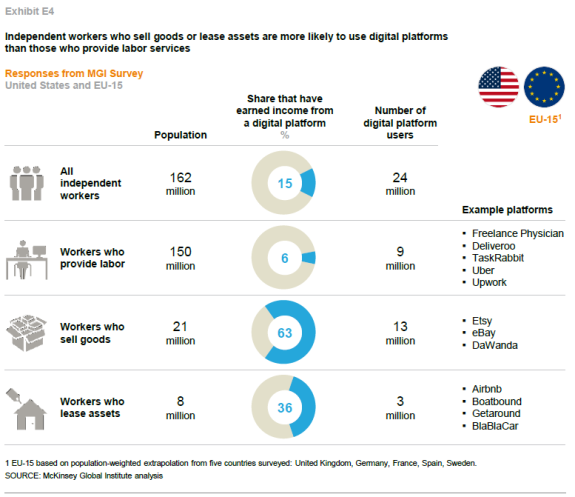 Exhibit E4
Independent workers who sell goods or lease assets are more likely to use digital platforms
than those who provide labor services
Responses from MGI Survey
United States and EU-15
EU-15¹
Population
Share that have
earned income from
a digital platform
%
Number of
digital platform
users
All
independent
workers
162
million
15
24
million
Example platforms
Workers who
provide labor
150
million
6
9
million
• Freelance Physician
• Deliveroo
• TaskRabbit
• Uber
• Upwork
Workers who
sell goods
21
million
63
13
million
• Etsy
• eBay
• DaWanda
Workers who
lease assets
8
million
36
3
million
• Airbnb
• Boatbound
• Getaround
• BlaBlaCar
1 EU-15 based on population-weighted extrapolation from five countries surveyed: United Kingdom, Germany, France, Spain, Sweden.
SOURCE: McKinsey Global Institute analysis